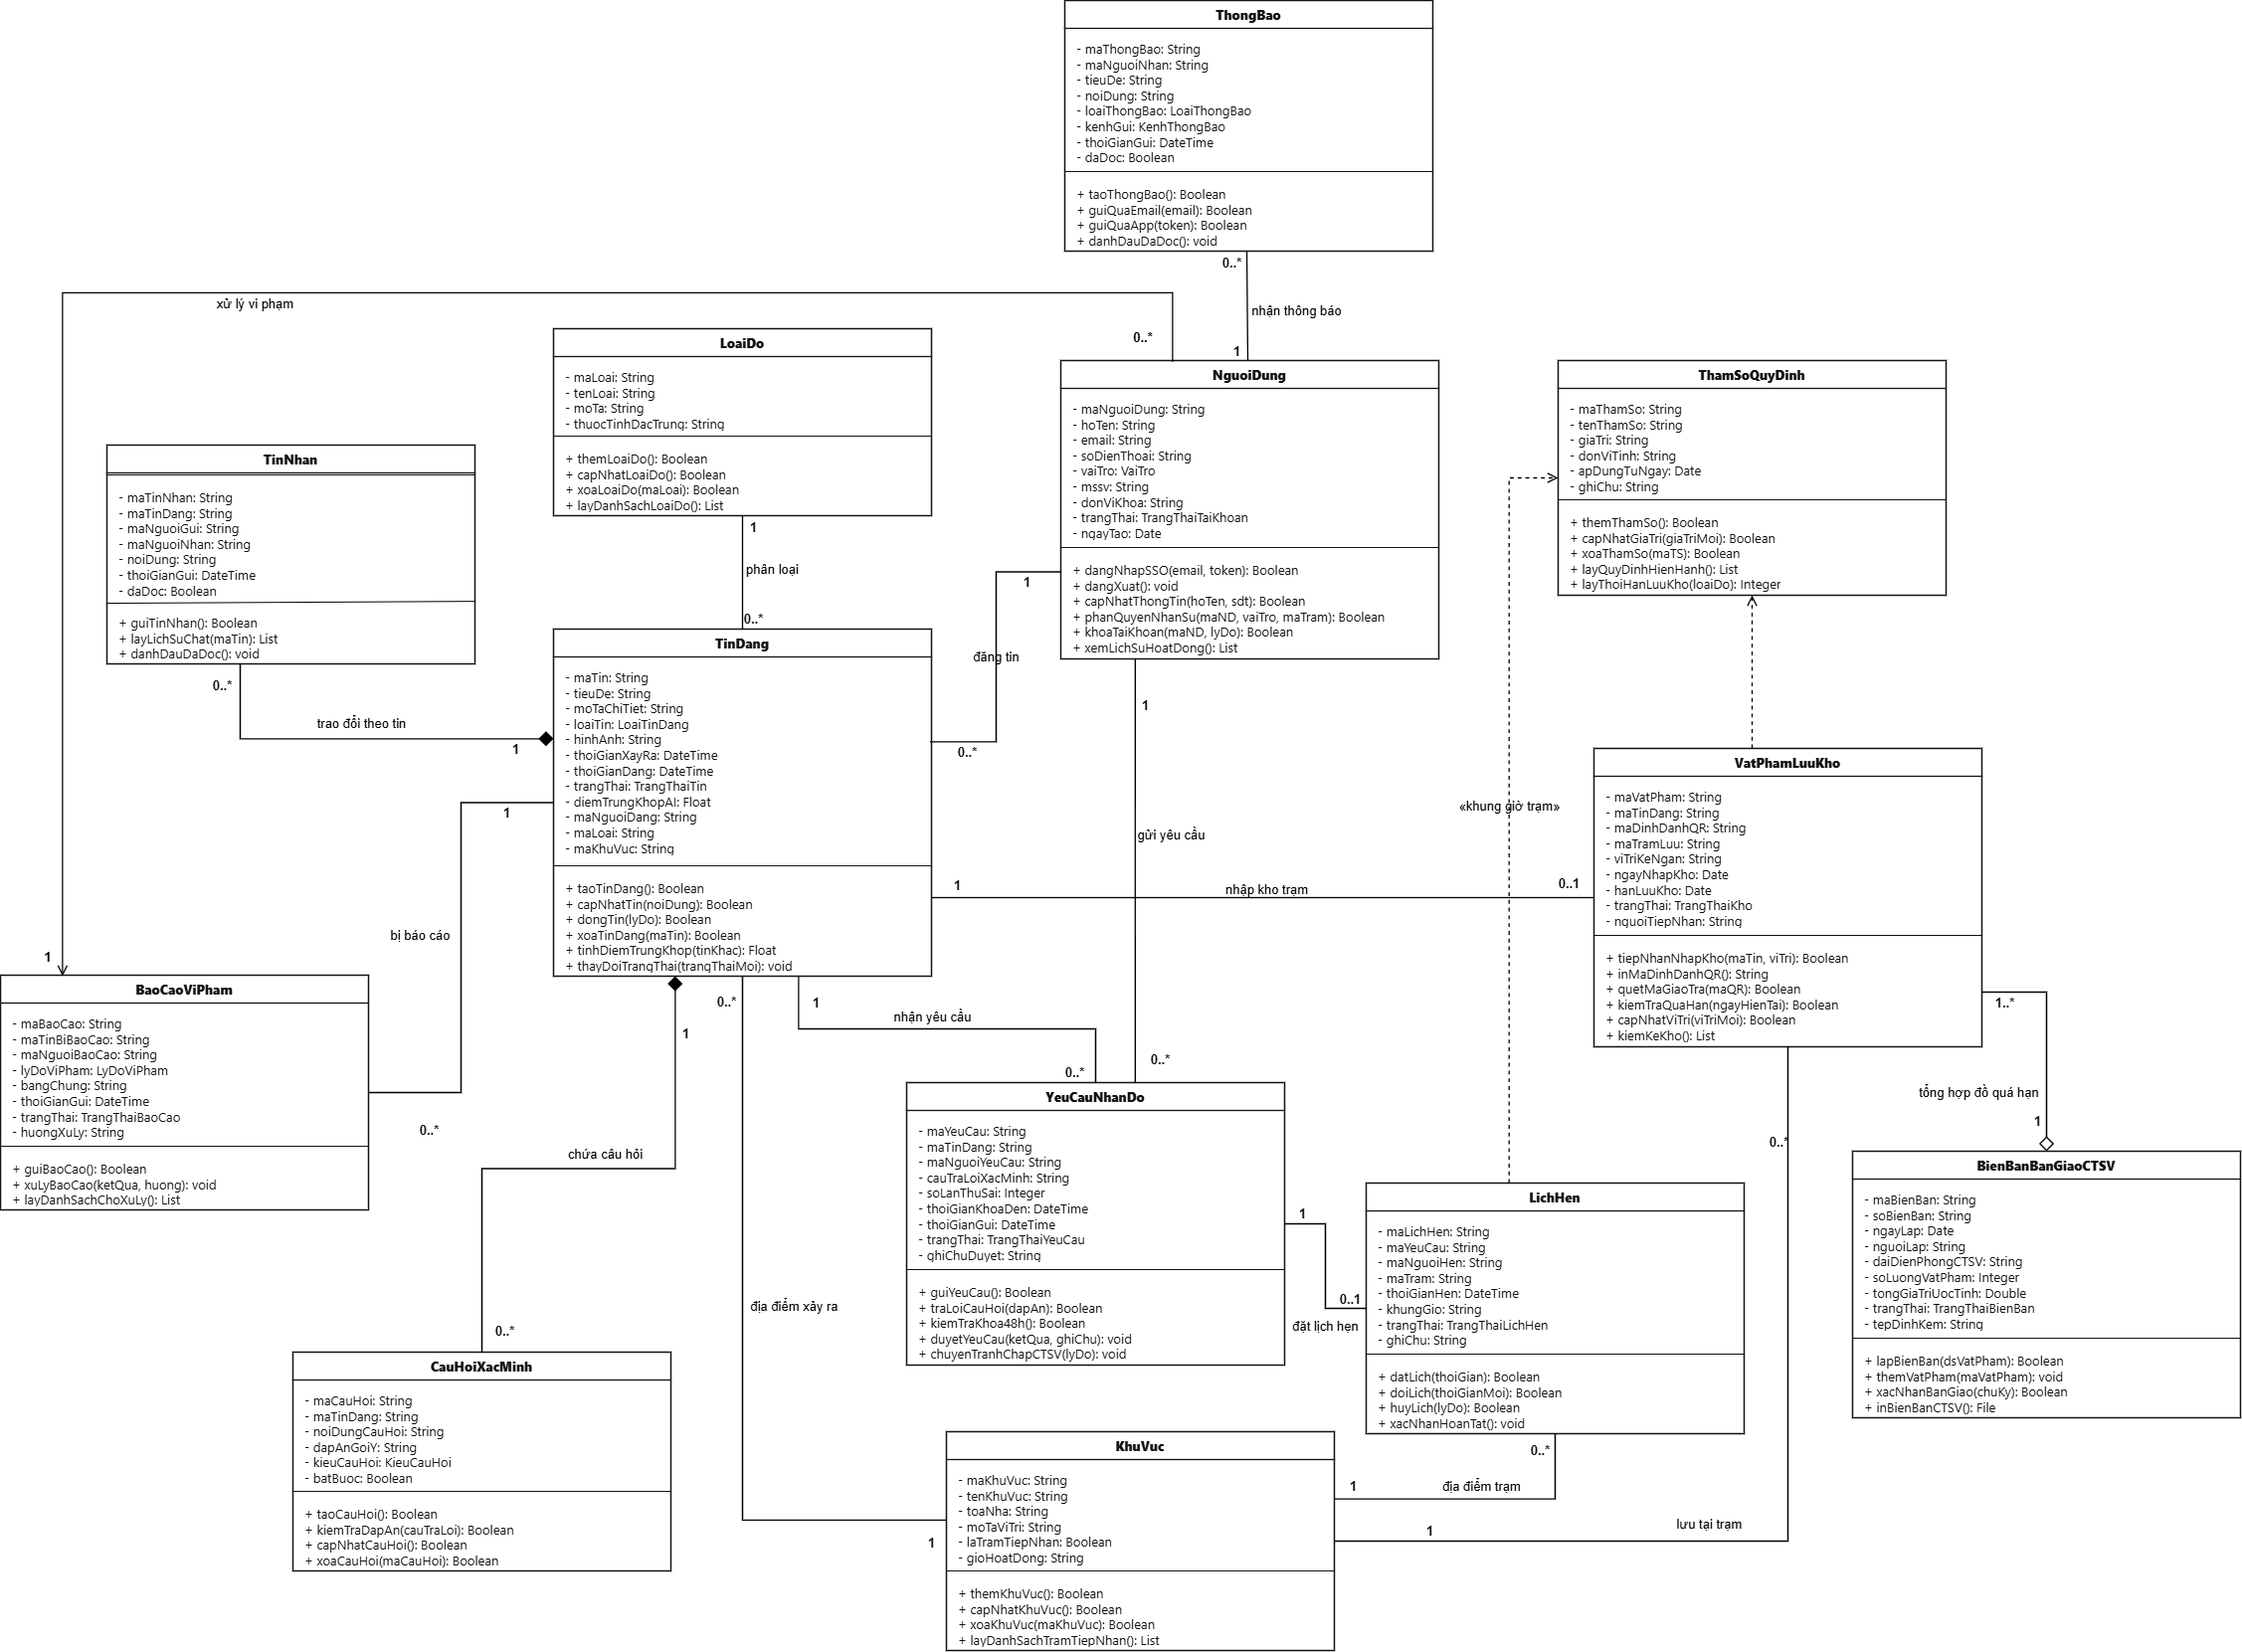 ThongBao
- maThongBao: String
- maNguoiNhan: String
- tieuDe: String
- noiDung: String
- loaiThongBao: LoaiThongBao
- kenhGui: KenhThongBao
- thoiGianGui: DateTime
- daDoc: Boolean
+ taoThongBao(): Boolean
+ guiQuaEmail(email): Boolean
+ guiQuaApp(token): Boolean
+ danhDauDaDoc(): void
0..*
nhận thông báo
1
xử lý vi phạm
0..*
1
LoaiDo
- maLoai: String
- tenLoai: String
- moTa: String
- thuocTinhDacTrung: String
+ themLoaiDo(): Boolean
+ capNhatLoaiDo(): Boolean
+ xoaLoaiDo(maLoai): Boolean
+ layDanhSachLoaiDo(): List
1
phân loại
0..*
NguoiDung
- maNguoiDung: String
- hoTen: String
- email: String
- soDienThoai: String
- vaiTro: VaiTro
- mssv: String
- donViKhoa: String
- trangThai: TrangThaiTaiKhoan
- ngayTao: Date
+ dangNhapSSO(email, token): Boolean
+ dangXuat(): void
+ capNhatThongTin(hoTen, sdt): Boolean
+ phanQuyenNhanSu(maND, vaiTro, maTram): Boolean
+ khoaTaiKhoan(maND, lyDo): Boolean
+ xemLichSuHoatDong(): List
1
đăng tin
0..*
ThamSoQuyDinh
- maThamSo: String
- tenThamSo: String
- giaTri: String
- donViTinh: String
- apDungTuNgay: Date
- ghiChu: String
+ themThamSo(): Boolean
+ capNhatGiaTri(giaTriMoi): Boolean
+ xoaThamSo(maTS): Boolean
+ layQuyDinhHienHanh(): List
+ layThoiHanLuuKho(loaiDo): Integer
TinNhan
- maTinNhan: String
- maTinDang: String
- maNguoiGui: String
- maNguoiNhan: String
- noiDung: String
- thoiGianGui: DateTime
- daDoc: Boolean
+ guiTinNhan(): Boolean
+ layLichSuChat(maTin): List
+ danhDauDaDoc(): void
0..*
trao đổi theo tin
1
TinDang
- maTin: String
- tieuDe: String
- moTaChiTiet: String
- loaiTin: LoaiTinDang
- hinhAnh: String
- thoiGianXayRa: DateTime
- thoiGianDang: DateTime
- trangThai: TrangThaiTin
- diemTrungKhopAI: Float
- maNguoiDang: String
- maLoai: String
- maKhuVuc: String
+ taoTinDang(): Boolean
+ capNhatTin(noiDung): Boolean
+ dongTin(lyDo): Boolean
+ xoaTinDang(maTin): Boolean
+ tinhDiemTrungKhop(tinKhac): Float
+ thayDoiTrangThai(trangThaiMoi): void
1
bị báo cáo
0..*
1
gửi yêu cầu
0..*
«khung giờ trạm»
1
nhập kho trạm
0..1
VatPhamLuuKho
- maVatPham: String
- maTinDang: String
- maDinhDanhQR: String
- maTramLuu: String
- viTriKeNgan: String
- ngayNhapKho: Date
- hanLuuKho: Date
- trangThai: TrangThaiKho
- nguoiTiepNhan: String
+ tiepNhanNhapKho(maTin, viTri): Boolean
+ inMaDinhDanhQR(): String
+ quetMaGiaoTra(maQR): Boolean
+ kiemTraQuaHan(ngayHienTai): Boolean
+ capNhatViTri(viTriMoi): Boolean
+ kiemKeKho(): List
1..*
tổng hợp đồ quá hạn
1
BaoCaoViPham
- maBaoCao: String
- maTinBiBaoCao: String
- maNguoiBaoCao: String
- lyDoViPham: LyDoViPham
- bangChung: String
- thoiGianGui: DateTime
- trangThai: TrangThaiBaoCao
- huongXuLy: String
+ guiBaoCao(): Boolean
+ xuLyBaoCao(ketQua, huong): void
+ layDanhSachChoXuLy(): List
1
chứa câu hỏi
0..*
0..*
địa điểm xảy ra
1
1
nhận yêu cầu
0..*
YeuCauNhanDo
- maYeuCau: String
- maTinDang: String
- maNguoiYeuCau: String
- cauTraLoiXacMinh: String
- soLanThuSai: Integer
- thoiGianKhoaDen: DateTime
- thoiGianGui: DateTime
- trangThai: TrangThaiYeuCau
- ghiChuDuyet: String
+ guiYeuCau(): Boolean
+ traLoiCauHoi(dapAn): Boolean
+ kiemTraKhoa48h(): Boolean
+ duyetYeuCau(ketQua, ghiChu): void
+ chuyenTranhChapCTSV(lyDo): void
1
0..1
đặt lịch hẹn
LichHen
- maLichHen: String
- maYeuCau: String
- maNguoiHen: String
- maTram: String
- thoiGianHen: DateTime
- khungGio: String
- trangThai: TrangThaiLichHen
- ghiChu: String
+ datLich(thoiGian): Boolean
+ doiLich(thoiGianMoi): Boolean
+ huyLich(lyDo): Boolean
+ xacNhanHoanTat(): void
0..*
địa điểm trạm
1
0..*
lưu tại trạm
1
BienBanBanGiaoCTSV
- maBienBan: String
- soBienBan: String
- ngayLap: Date
- nguoiLap: String
- daiDienPhongCTSV: String
- soLuongVatPham: Integer
- tongGiaTriUocTinh: Double
- trangThai: TrangThaiBienBan
- tepDinhKem: String
+ lapBienBan(dsVatPham): Boolean
+ themVatPham(maVatPham): void
+ xacNhanBanGiao(chuKy): Boolean
+ inBienBanCTSV(): File
CauHoiXacMinh
- maCauHoi: String
- maTinDang: String
- noiDungCauHoi: String
- dapAnGoiY: String
- kieuCauHoi: KieuCauHoi
- batBuoc: Boolean
+ taoCauHoi(): Boolean
+ kiemTraDapAn(cauTraLoi): Boolean
+ capNhatCauHoi(): Boolean
+ xoaCauHoi(maCauHoi): Boolean
KhuVuc
- maKhuVuc: String
- tenKhuVuc: String
- toaNha: String
- moTaViTri: String
- laTramTiepNhan: Boolean
- gioHoatDong: String
+ themKhuVuc(): Boolean
+ capNhatKhuVuc(): Boolean
+ xoaKhuVuc(maKhuVuc): Boolean
+ layDanhSachTramTiepNhan(): List